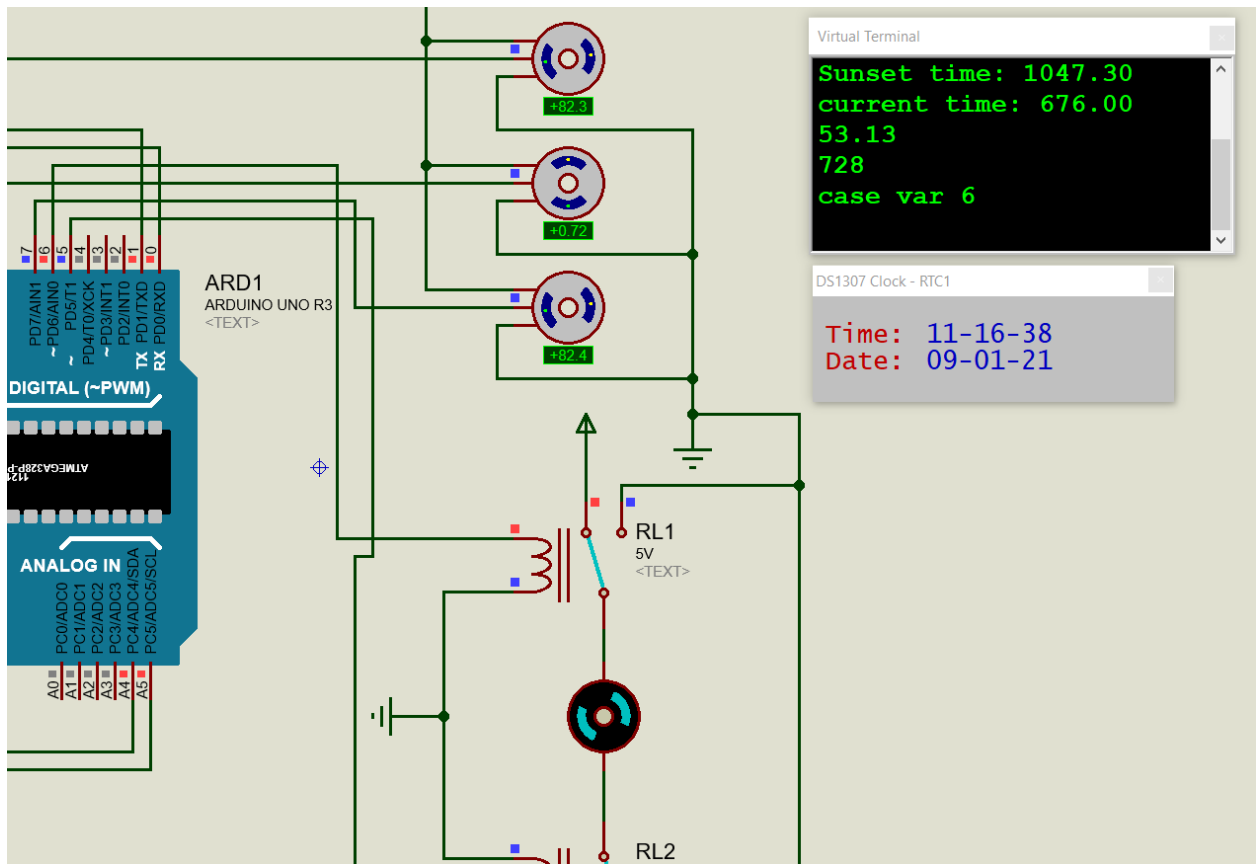 Virtual Terminal
Sunset time: 1047.30
current time: 676.00
53.13
728
case var 6
DS1307 Clock - RTC1
Time: 11-16-38
Date: 09-01-21
+82.3
+0.72
+82.4
7
6
5
4
3
2
1
0
PD7/AIN1
~PD6/AIN0
~ PD5/T1
PD4/T0/XCK
~PD3/INT1
PD2/INT0
TX PD1/TXD
RX PD0/RXD
DIGITAL (~PWM)
ARD1
ARDUINO UNO R3
<TEXT>
1121
ANALOG IN
PC0/ADC0
PC1/ADC1
PC2/ADC2
PC3/ADC3
PC4/ADC4/SDA
PC5/ADC5/SCL
A0
A1
A2
A3
A4
A5
RL1
5V
<TEXT>
RL2